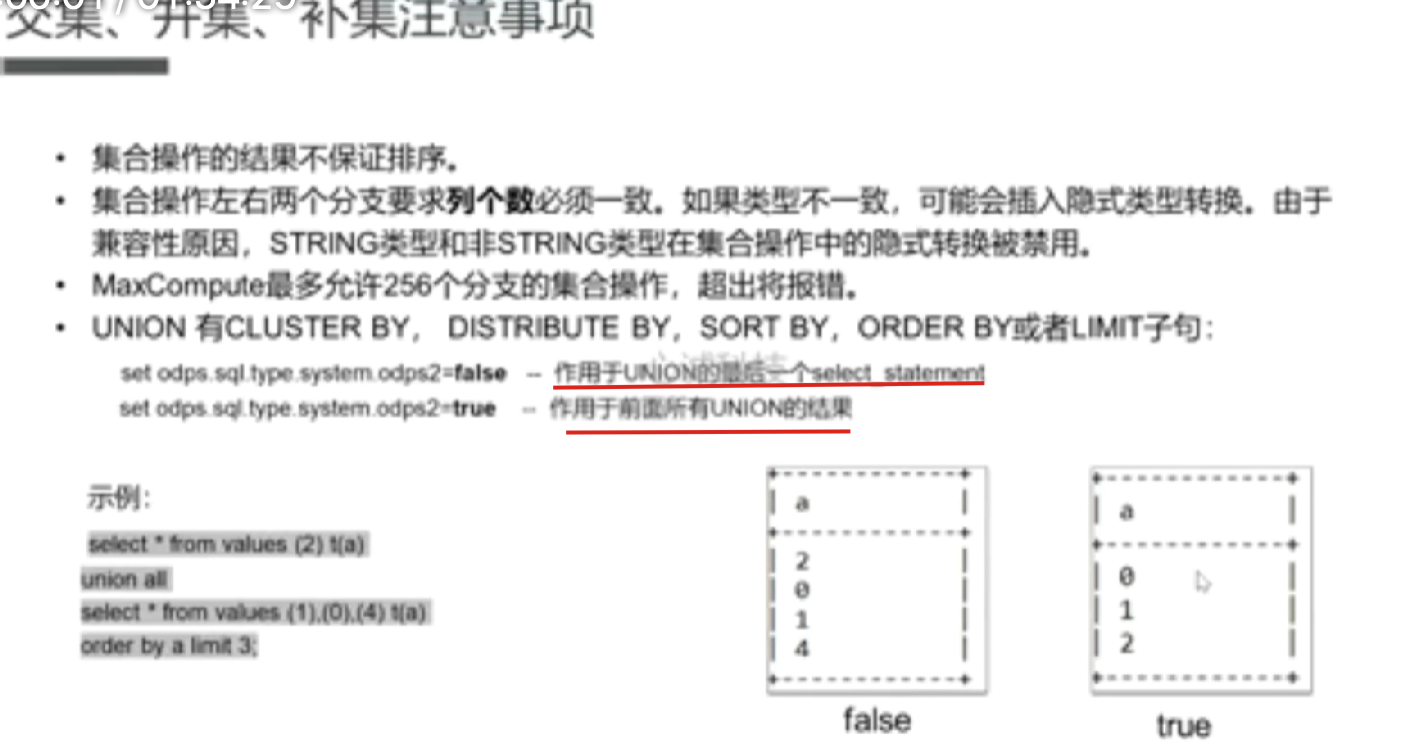 交集、并集、补集注意事项
• 集合操作的结果不保证排序。
• 集合操作左右两个分支要求列个数必须一致。如果类型不一致，可能会插入隐式类型转换。由于
兼容性原因，STRING类型和非STRING类型在集合操作中的隐式转换被禁用。
• MaxCompute最多允许256个分支的集合操作，超出将报错。
• UNION 有CLUSTER BY， DISTRIBUTE BY，SORT BY，ORDER BY或者LIMIT子句：
set odps.sql.type.system.odps2=false -- 作用于UNION的最后一个select_statement
set odps.sql.type.system.odps2=true -- 作用于前面所有UNION的结果
示例：
select * from values (2) t(a)
union all
select * from values (1),(0),(4) t(a)
order by a limit 3;
a
2
0
1
4
false
a
0
1
2
true